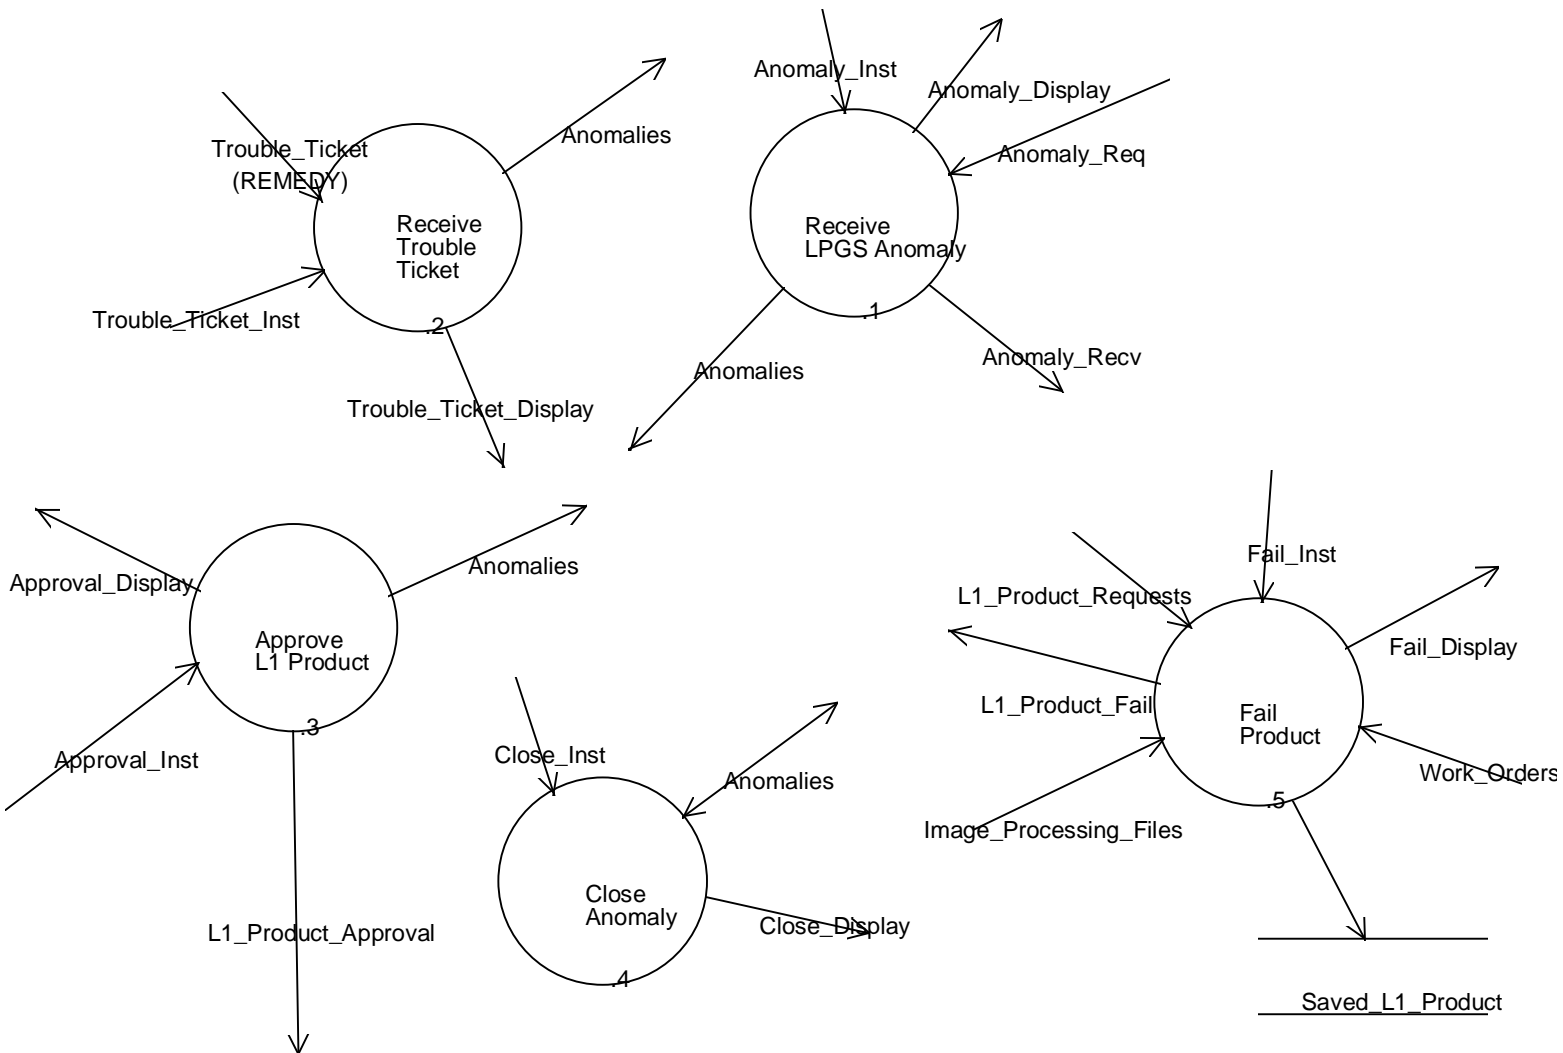 Anomaly_Inst
Anomaly_Display
Anomalies
Trouble_Ticket
(REMEDY)
Anomaly_Req
Receive
Trouble
Ticket
Receive
LPGS Anomaly
.1
Trouble_Ticket_Inst
.2
Anomaly_Recv
Anomalies
Trouble_Ticket_Display
Fail_Inst
Anomalies
Approval_Display
L1_Product_Requests
Approve
L1 Product
Fail_Display
L1_Product_Fail
Fail
Product
.3
Close_Inst
Approval_Inst
Anomalies
Work_Orders
.5
Image_Processing_Files
Close
Anomaly
Close_Display
L1_Product_Approval
.4
Saved_L1_Product